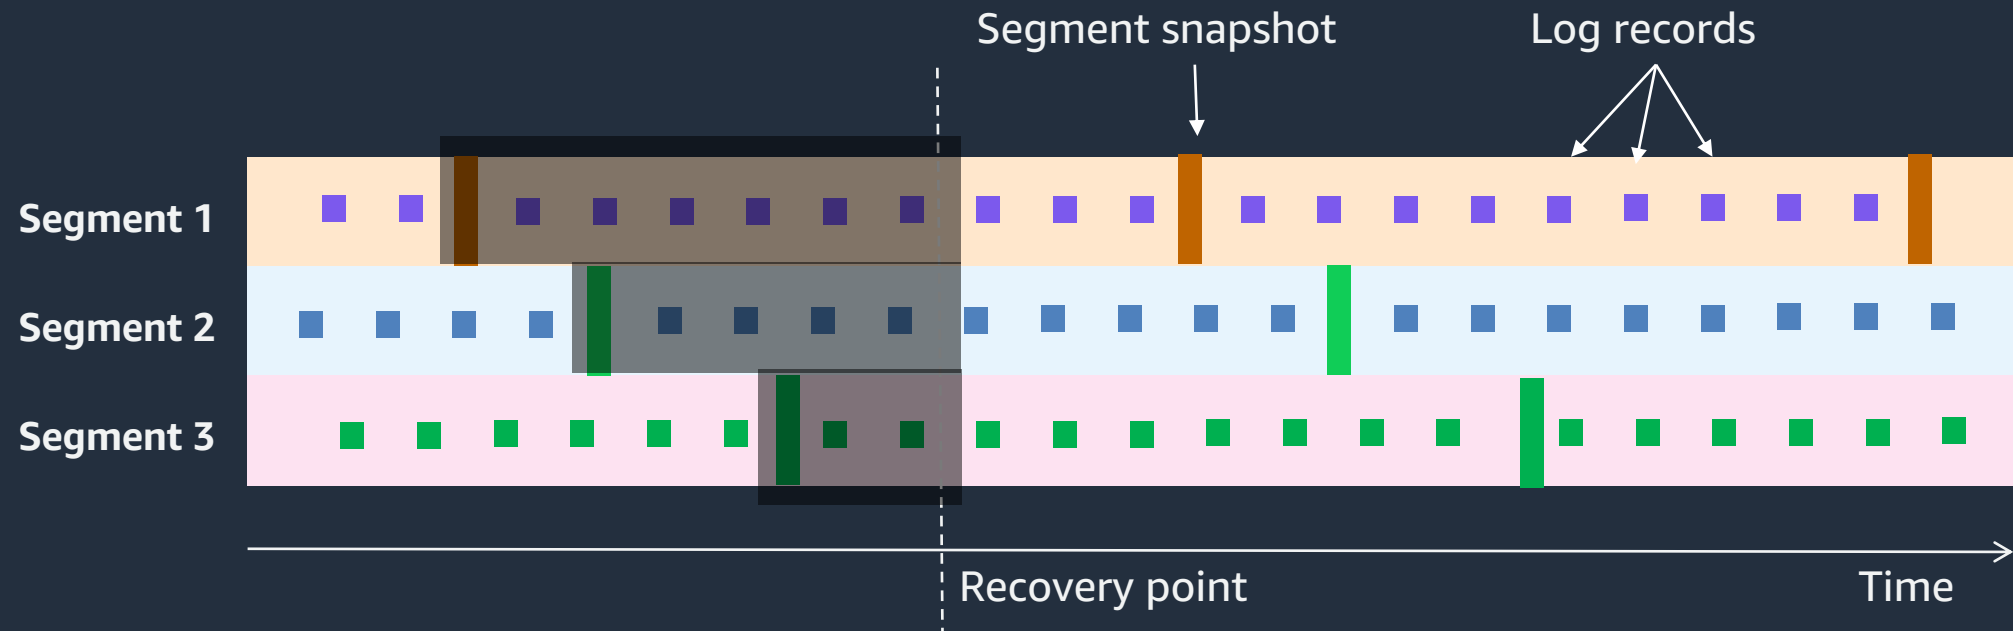 Segment snapshot
Log records
Segment 1
Segment 2
Segment 3
Recovery point
Time